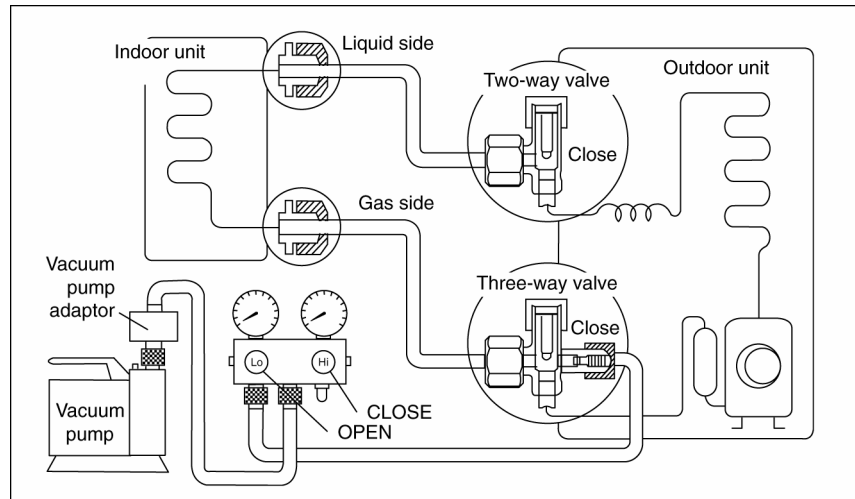 Indoor unit
Liquid side
Two-way valve
Outdoor unit
Close
Gas side
Vacuum
pump
adaptor
Three-way valve
Close
Lo
Hi
CLOSE
OPEN
Vacuum
pump